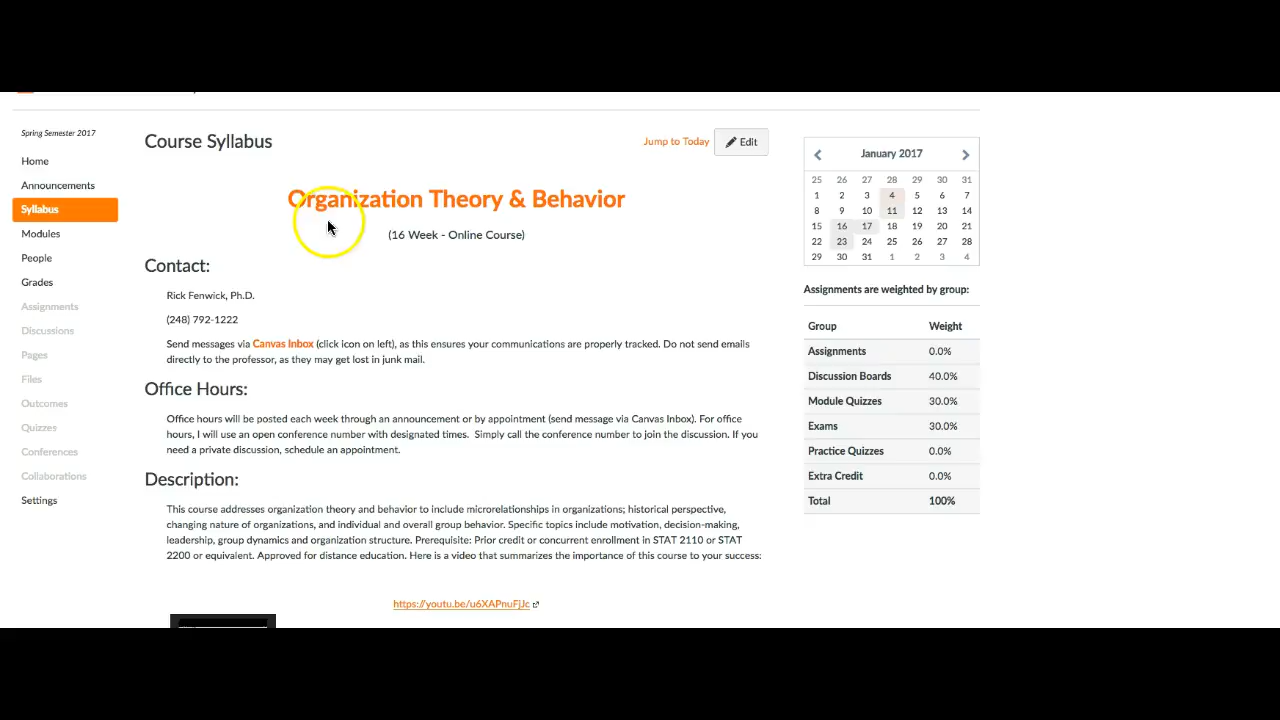 Spring Semester 2017
Home
Announcements
Syllabus
Modules
People
Grades
Assignments
Discussions
Pages
Files
Outcomes
Quizzes
Conferences
Collaborations
Settings
Course Syllabus
Jump to Today
Edit
Organization Theory & Behavior
(16 Week - Online Course)
Contact:
Rick Fenwick, Ph.D.
(248) 792-1222
Send messages via Canvas Inbox (click icon on left), as this ensures your communications are properly tracked. Do not send emails
directly to the professor, as they may get lost in junk mail.
Office Hours:
Office hours will be posted each week through an announcement or by appointment (send message via Canvas Inbox). For office
hours, I will use an open conference number with designated times. Simply call the conference number to join the discussion. If you
need a private discussion, schedule an appointment.
Description:
This course addresses organization theory and behavior to include microrelationships in organizations; historical perspective,
changing nature of organizations, and individual and overall group behavior. Specific topics include motivation, decision-making,
leadership, group dynamics and organization structure. Prerequisite: Prior credit or concurrent enrollment in STAT 2110 or STAT
2200 or equivalent. Approved for distance education. Here is a video that summarizes the importance of this course to your success:
https://youtu.be/u6XAPnuFjJc
January 2017
25 26 27 28 29 30 31
1 2 3 4 5 6 7
8 9 10 11 12 13 14
15 16 17 18 19 20 21
22 23 24 25 26 27 28
29 30 31 1 2 3 4
Assignments are weighted by group:
Group Weight
Assignments 0.0%
Discussion Boards 40.0%
Module Quizzes 30.0%
Exams 30.0%
Practice Quizzes 0.0%
Extra Credit 0.0%
Total 100%